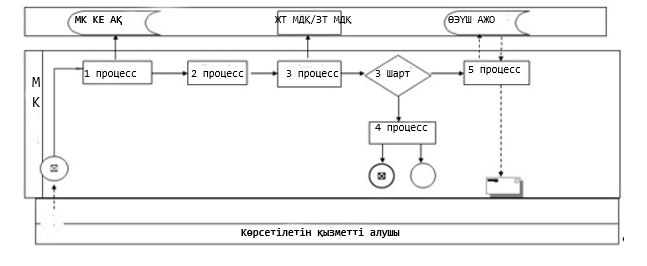 МК КЕ АҚ
ЖТ МДҚ/ЗТ МДҚ
ӨЭҮШ АЖО
М
К
1 процесс
2 процесс
3 процесс
3 Шарт
5 процесс
4 процесс
Көрсетілетін қызметті алушы